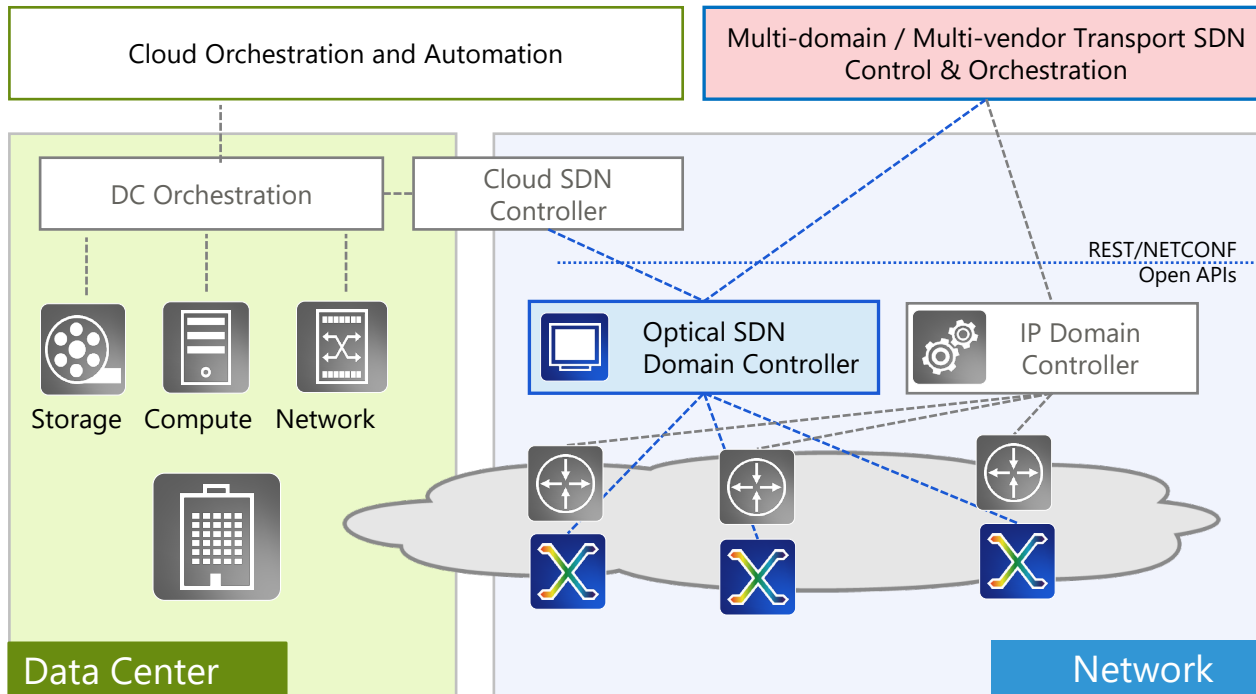 Cloud Orchestration and Automation
Multi-domain / Multi-vendor Transport SDN
Control & Orchestration
DC Orchestration
Cloud SDN
Controller
REST/NETCONF
Open APIs
Optical SDN
Domain Controller
IP Domain
Controller
Storage
Compute
Network
Data Center
Network